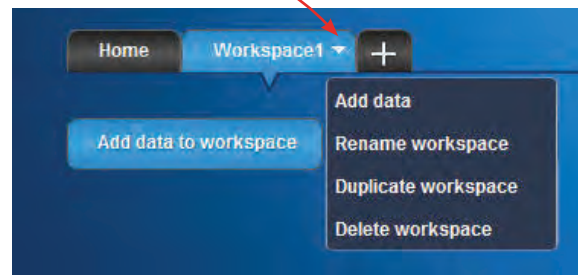 Home Workspace1 +
Add data
Add data to workspace Rename workspace
Duplicate workspace
Delete workspace